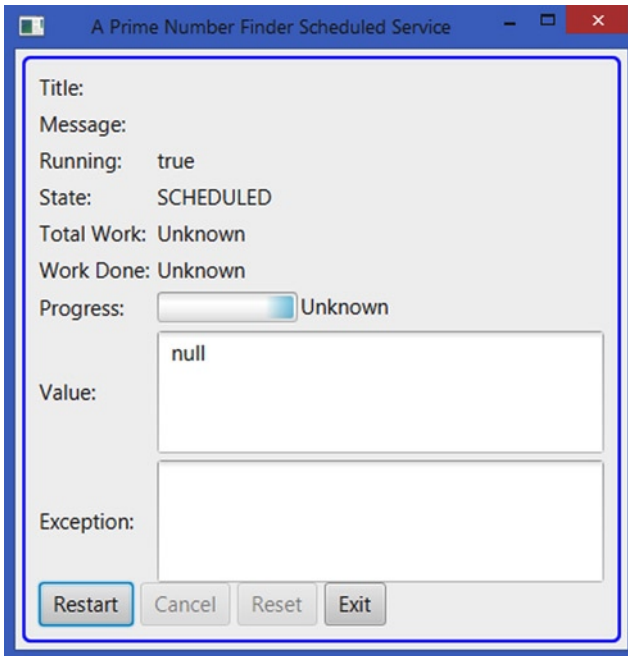 A Prime Number Finder Scheduled Service
Title:
Message:
Running: true
State: SCHEDULED
Total Work: Unknown
Work Done: Unknown
Progress: Unknown
Value: null
Exception:
Restart Cancel Reset Exit